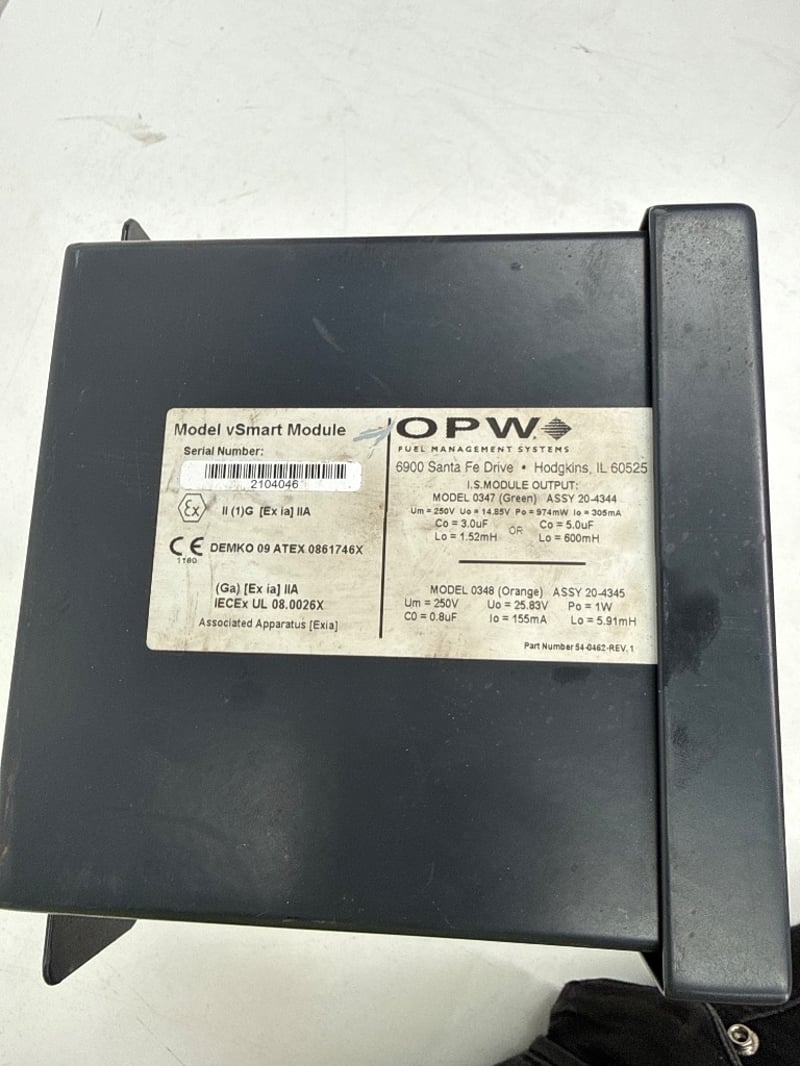 Model vSmart Module
Serial Number:
2104046
Ex II (1)G [Ex ia] IIA
CE DEMKO 09 ATEX 0861746X
1180
(Ga) [Ex ia] IIA
IECEx UL 08.0026X
Associated Apparatus [Exia]
OPW
FUEL MANAGEMENT SYSTEMS
6900 Santa Fe Drive • Hodgkins, IL 60525
I.S.MODULE OUTPUT:
MODEL 0347 (Green) ASSY 20-4344
Um = 250V Uo = 14.85V Po = 974mW Io = 305mA
Co = 3.0uF OR Co = 5.0uF
Lo = 1.52mH Lo = 600mH
MODEL 0348 (Orange) ASSY 20-4345
Um = 250V Uo = 25.83V Po = 1W
C0 = 0.8uF Io = 155mA Lo = 5.91mH
Part Number 54-0462-REV. 1